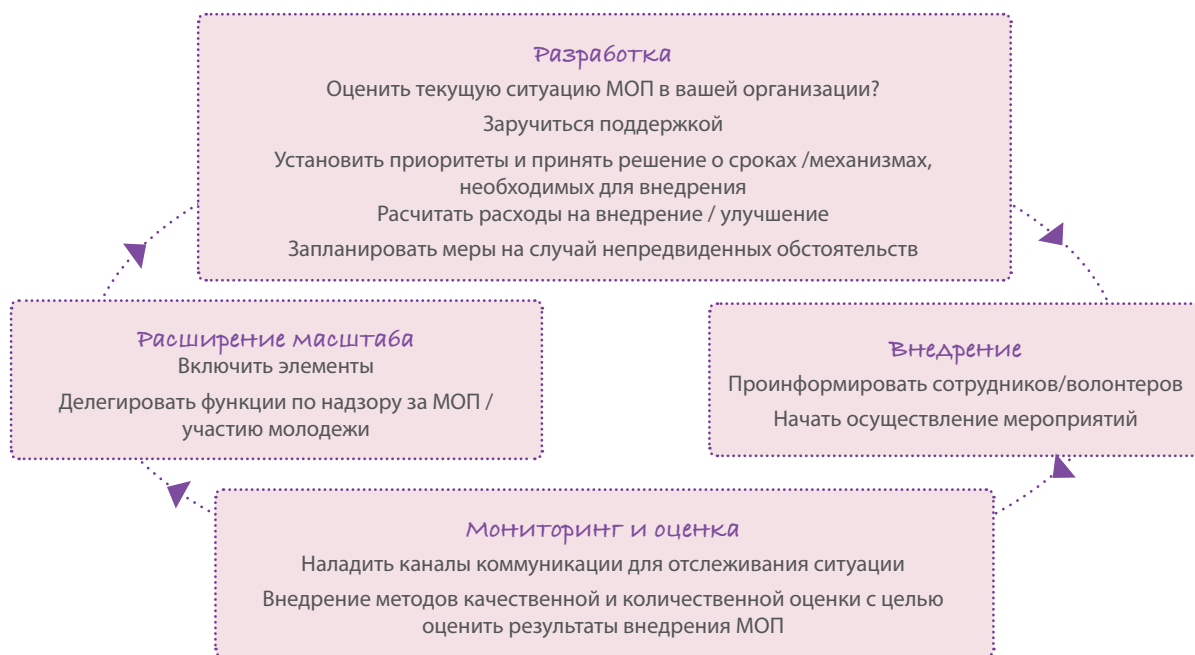 Разработка
Оценить текущую ситуацию МОП в вашей организации?
Заручиться поддержкой
Установить приоритеты и принять решение о сроках /механизмах,
необходимых для внедрения
Расчитать расходы на внедрение / улучшение
Запланировать меры на случай непредвиденных обстоятельств
Расширение масштаба
Включить элементы
Делегировать функции по надзору за МОП /
участию молодежи
Внедрение
Проинформировать сотрудников/волонтеров
Начать осуществление мероприятий
Мониторинг и оценка
Наладить каналы коммуникации для отслеживания ситуации
Внедрение методов качественной и количественной оценки с целью
оценить результаты внедрения МОП